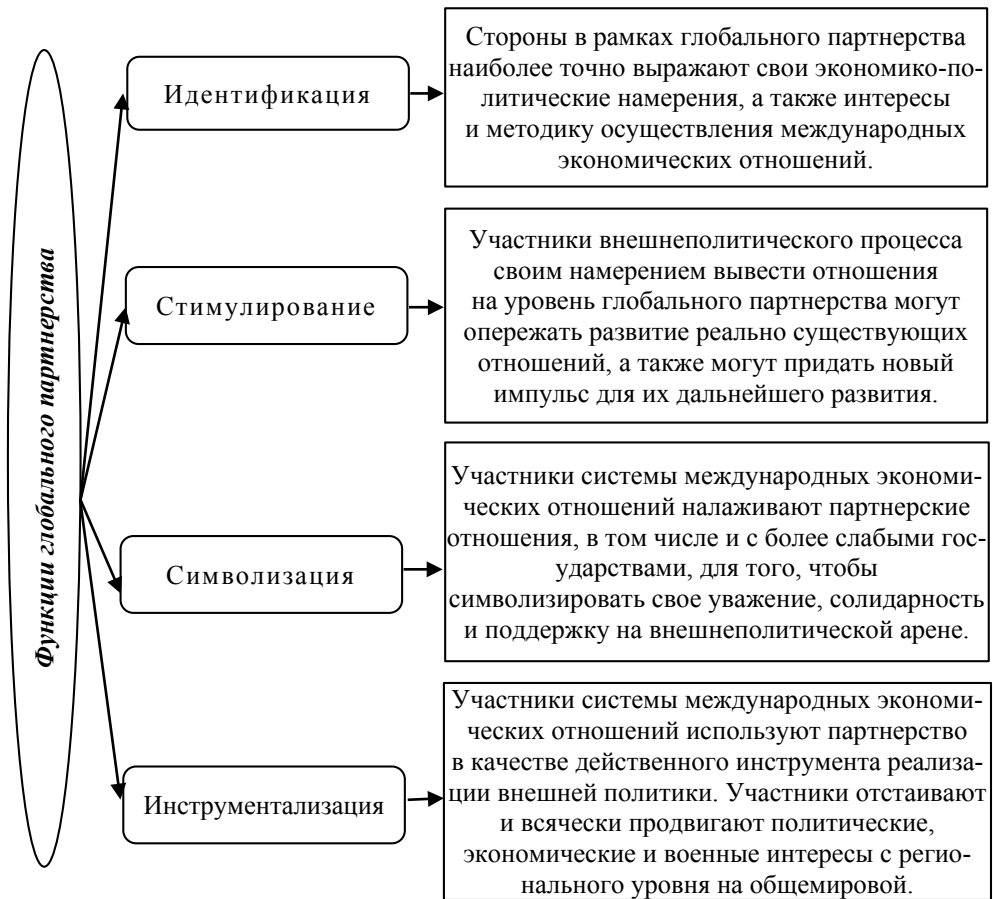 Функции глобального партнерства
Идентификация
Стороны в рамках глобального партнерства
наиболее точно выражают свои экономико-по-
литические намерения, а также интересы
и методику осуществления международных
экономических отношений.
Стимулирование
Участники внешнеполитического процесса
своим намерением вывести отношения
на уровень глобального партнерства могут
опережать развитие реально существующих
отношений, а также могут придать новый
импульс для их дальнейшего развития.
Символизация
Участники системы международных экономи-
ческих отношений налаживают партнерские
отношения, в том числе и с более слабыми гос-
ударствами, для того, чтобы
символизировать свое уважение, солидарность
и поддержку на внешнеполитической арене.
Инструментализация
Участники системы международных экономи-
ческих отношений используют партнерство
в качестве действенного инструмента реализа-
ции внешней политики. Участники отстаивают
и всячески продвигают политические,
экономические и военные интересы с регио-
нального уровня на общемировой.